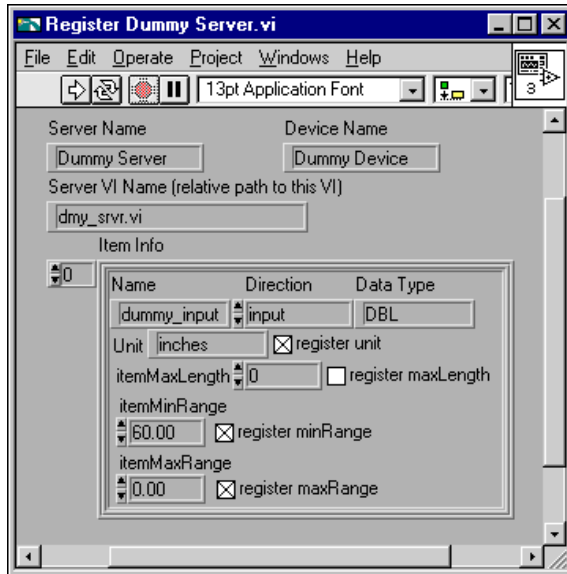 Register Dummy Server.vi
File Edit Operate Project Windows Help
13pt Application Font
3
Server Name Device Name
Dummy Server Dummy Device
Server VI Name (relative path to this VI)
dmy_srvr.vi
Item Info
0
Name Direction Data Type
dummy_input input DBL
Unit inches register unit
itemMaxLength 0 register maxLength
itemMinRange
60.00 register minRange
itemMaxRange
0.00 register maxRange